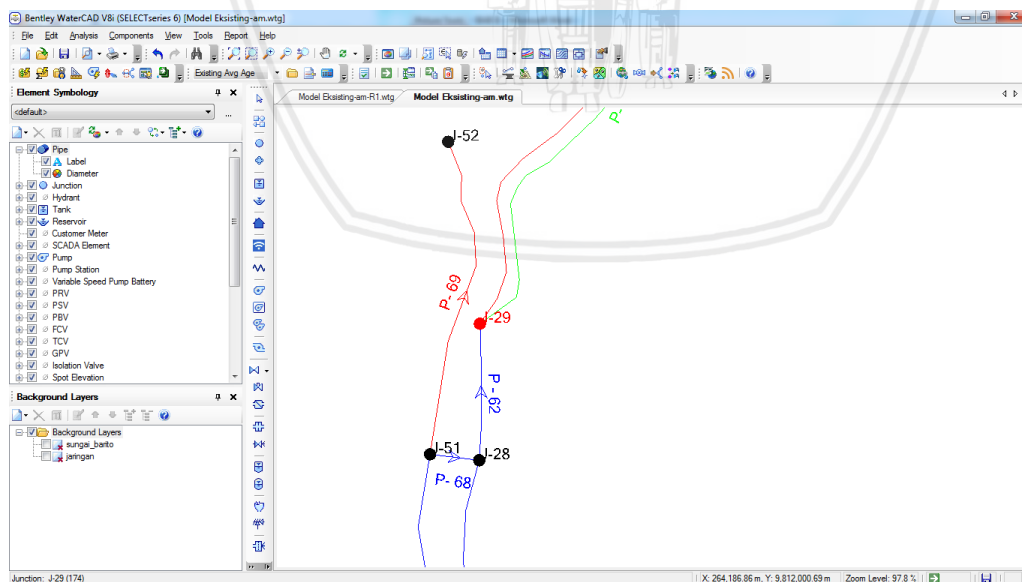 Bentley WaterCAD V8i (SELECTseries 6) [Model Eksisting-am.wtg]
File Edit Analysis Components View Tools Report Help
Existing Avg Age
Element Symbology
<default>
...
Pipe
Label
Diameter
Junction
Hydrant
Tank
Reservoir
Customer Meter
SCADA Element
Pump
Pump Station
Variable Speed Pump Battery
PRV
PSV
PBV
FCV
TCV
GPV
Isolation Valve
Spot Elevation
Background Layers
Background Layers
sungai_barito
jaringan
Model Eksisting-am-R1.wtg Model Eksisting-am.wtg
J-52
P-69
J-29
P-62
J-51
J-28
P-68
Junction: J-29 (174)
X: 264,186.86 m, Y: 9,812,000.69 m Zoom Level: 97.8 %